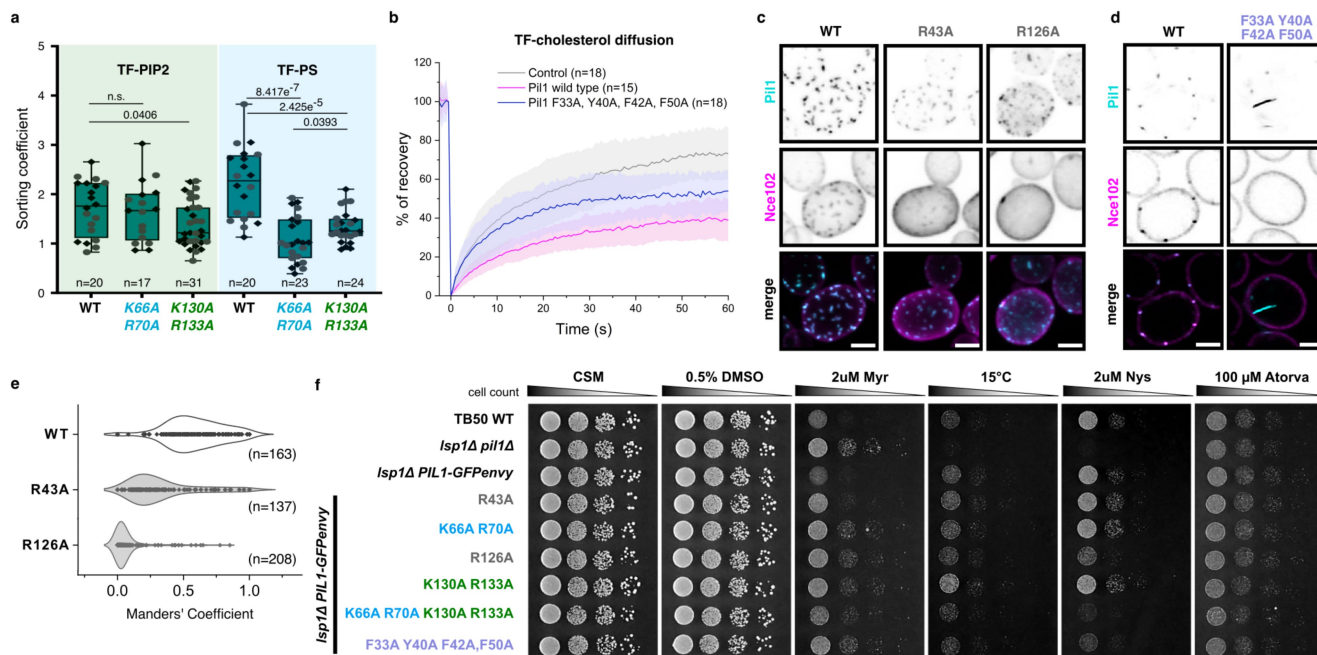 a
5
4
3
2
1
0
Sorting coefficient
TF-PIP2
TF-PS
n.s.
0.0406
8.417e-7
2.425e-5
0.0393
n=20
n=17
n=31
n=20
n=23
n=24
WT
K66A
R70A
K130A
R133A
WT
K66A
R70A
K130A
R133A
b
TF-cholesterol diffusion
Control (n=18)
Pil1 wild type (n=15)
Pil1 F33A, Y40A, F42A, F50A (n=18)
% of recovery
120
100
80
60
40
20
0
0
10
20
30
40
50
60
Time (s)
c
WT
R43A
R126A
Pil1
Nce102
merge
d
WT
F33A Y40A
F42A F50A
Pil1
Nce102
merge
e
WT
(n=163)
R43A
(n=137)
R126A
(n=208)
0.0
0.5
1.0
Manders' Coefficient
f
cell count
CSM
0.5% DMSO
2uM Myr
15°C
2uM Nys
100 µM Atorva
TB50 WT
lsp1Δ pil1Δ
lsp1Δ PIL1-GFPenvy
lsp1Δ PIL1-GFPenvy
R43A
K66A R70A
R126A
K130A R133A
K66A R70A K130A R133A
F33A Y40A F42A,F50A